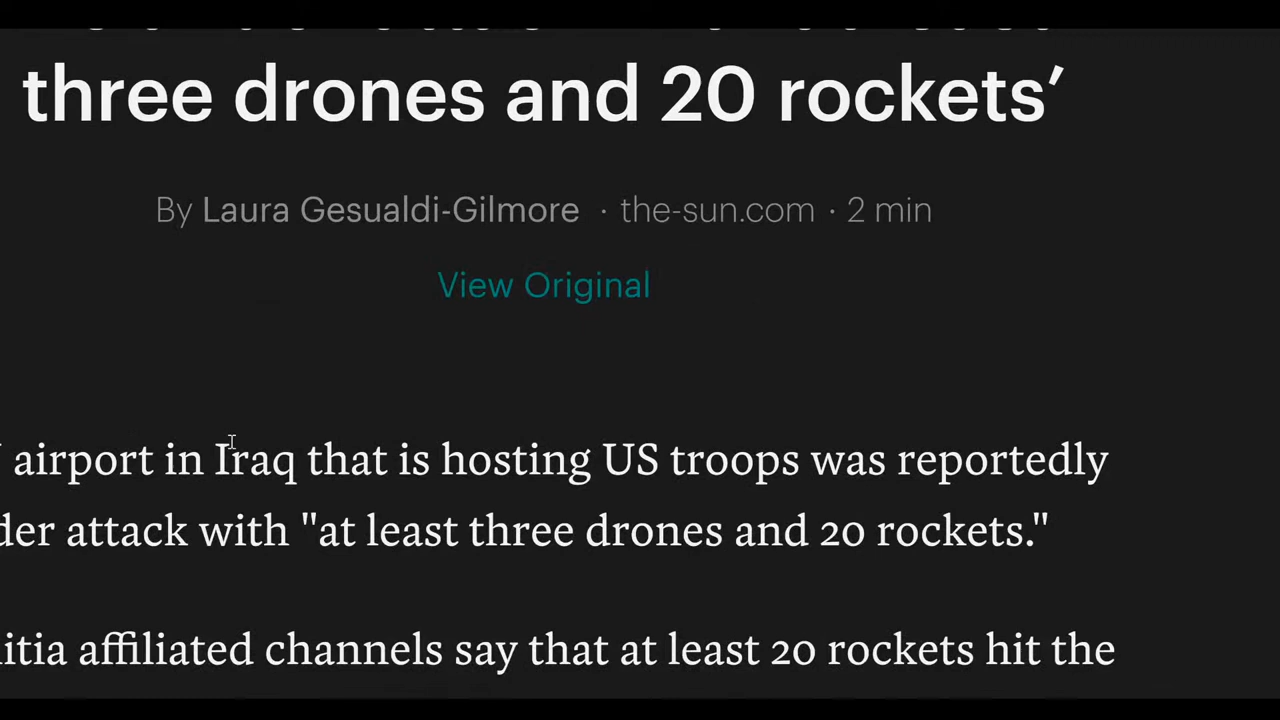 three drones and 20 rockets’
By Laura Gesualdi-Gilmore · the-sun.com · 2 min
View Original
airport in Iraq that is hosting US troops was reportedly
der attack with "at least three drones and 20 rockets."
itia affiliated channels say that at least 20 rockets hit the